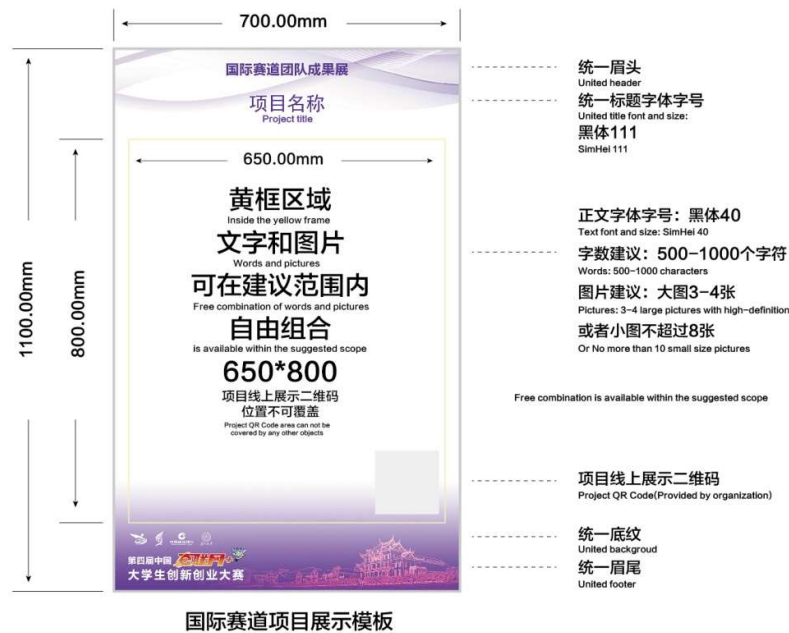 700.00mm
国际赛道团队成果展
项目名称
Project title
650.00mm
1100.00mm
800.00mm
黄框区域
Inside the yellow frame
文字和图片
Words and pictures
可在建议范围内
Free combination of words and pictures
自由组合
is available within the suggested scope
650*800
项目线上展示二维码
位置不可覆盖
Project QR Code area can not be
covered by any other objects
第四届中国
互联网+
大学生创新创业大赛
统一眉头
United header
统一标题字体字号
United title font and size:
黑体111
SimHei 111
正文字体字号：黑体40
Text font and size: SimHei 40
字数建议：500-1000个字符
Words: 500-1000 characters
图片建议：大图3-4张
Pictures: 3-4 large pictures with high-definition
或者小图不超过8张
Or No more than 10 small size pictures
Free combination is available within the suggested scope
项目线上展示二维码
Project QR Code(Provided by organization)
统一底纹
United backgroud
统一眉尾
United footer
国际赛道项目展示模板